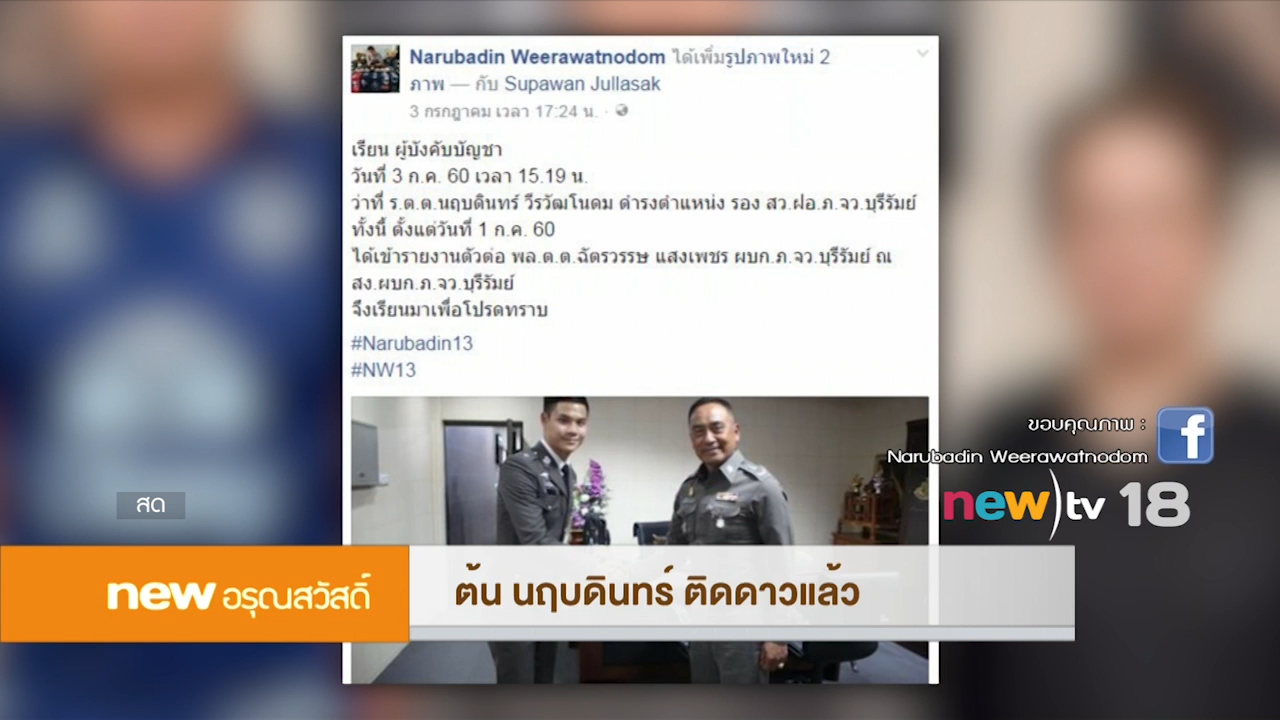 Narubadin Weerawatnodom ได้เพิ่มรูปภาพใหม่ 2
ภาพ — กับ Supawan Jullasak
3 กรกฎาคม เวลา 17:24 น. ·
เรียน ผู้บังคับบัญชา
วันที่ 3 ก.ค. 60 เวลา 15.19 น.
ว่าที่ ร.ต.ต.นฤบดินทร์ วีรวัฒโนดม ดำรงตำแหน่ง รอง สว.ฝอ.ภ.จว.บุรีรัมย์
ทั้งนี้ ตั้งแต่วันที่ 1 ก.ค. 60
ได้เข้ารายงานตัวต่อ พล.ต.ต.ฉัตรวรรษ แสงเพชร ผบก.ภ.จว.บุรีรัมย์ ณ
สง.ผบก.ภ.จว.บุรีรัมย์
จึงเรียนมาเพื่อโปรดทราบ
#Narubadin13
#NW13
ขอบคุณภาพ :
Narubadin Weerawatnodom
f
new)tv 18
สด
new อรุณสวัสดิ์
ต้น นฤบดินทร์ ติดดาวแล้ว